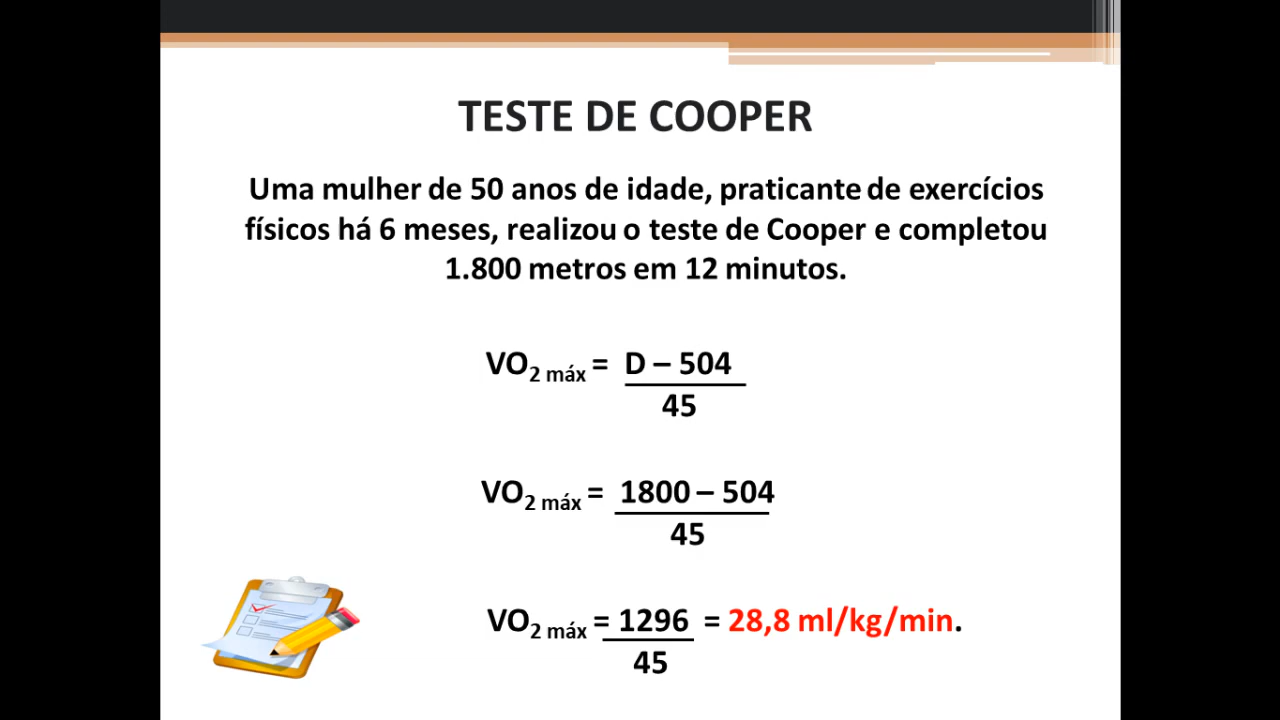 TESTE DE COOPER
Uma mulher de 50 anos de idade, praticante de exercícios
físicos há 6 meses, realizou o teste de Cooper e completou
1.800 metros em 12 minutos.
VO2 máx = D – 504
45
VO2 máx = 1800 – 504
45
VO2 máx = 1296 = 28,8 ml/kg/min.
45